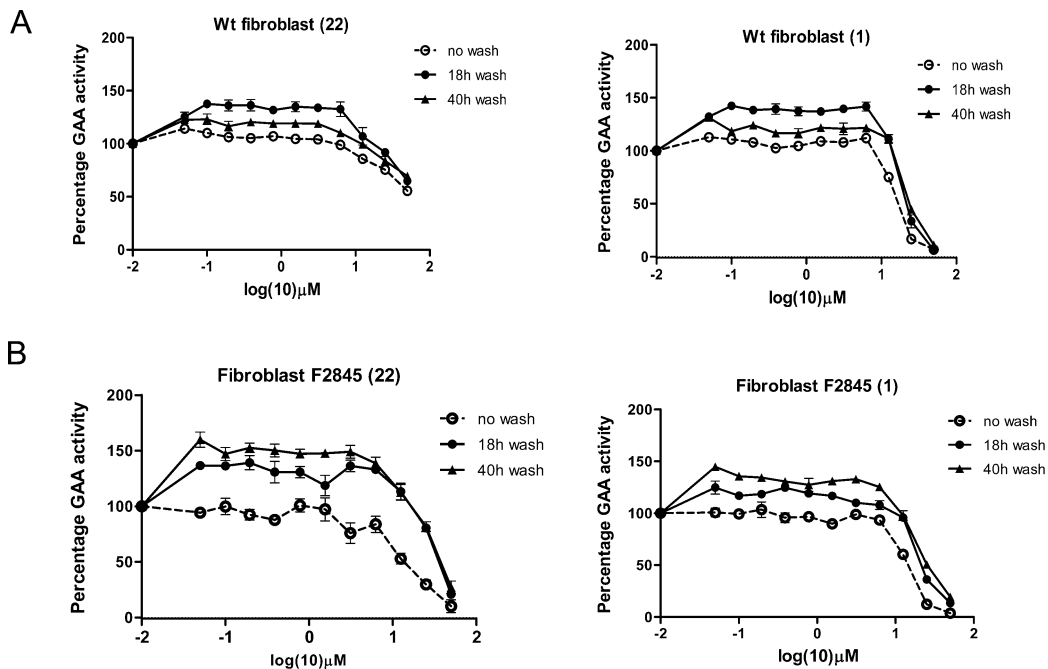 A
Wt fibroblast (22)
Percentage GAA activity
200
150
100
50
0
-2
-1
0
1
2
log(10)µM
no wash
18h wash
40h wash
Wt fibroblast (1)
Percentage GAA activity
200
150
100
50
0
-2
-1
0
1
2
log(10)µM
no wash
18h wash
40h wash
B
Fibroblast F2845 (22)
Percentage GAA activity
200
150
100
50
0
-2
-1
0
1
2
log(10)µM
no wash
18h wash
40h wash
Fibroblast F2845 (1)
Percentage GAA activity
200
150
100
50
0
-2
-1
0
1
2
log(10)µM
no wash
18h wash
40h wash